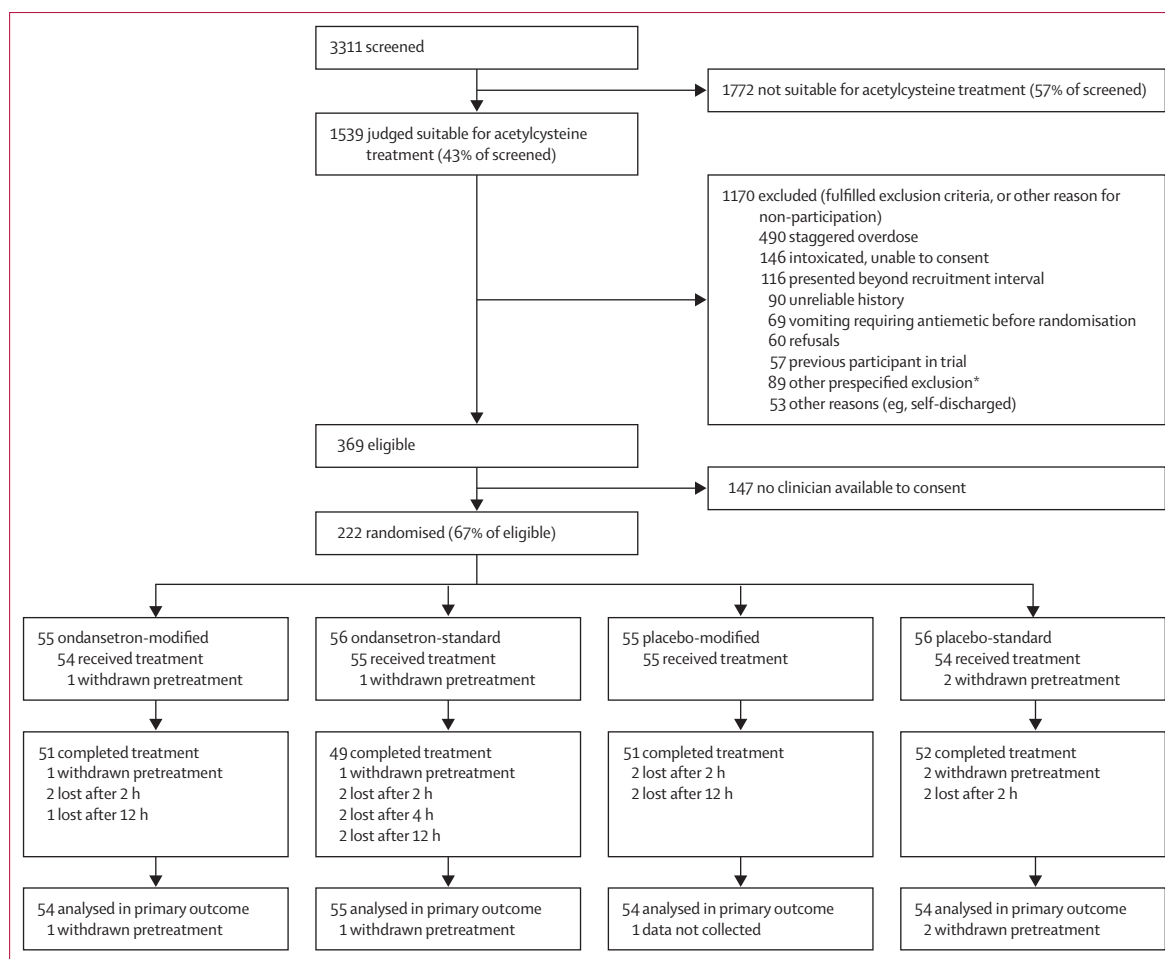 3311 screened
1772 not suitable for acetylcysteine treatment (57% of screened)
1539 judged suitable for acetylcysteine
treatment (43% of screened)
1170 excluded (fulfilled exclusion criteria, or other reason for
non-participation)
490 staggered overdose
146 intoxicated, unable to consent
116 presented beyond recruitment interval
90 unreliable history
69 vomiting requiring antiemetic before randomisation
60 refusals
57 previous participant in trial
89 other prespecified exclusion*
53 other reasons (eg, self-discharged)
369 eligible
147 no clinician available to consent
222 randomised (67% of eligible)
55 ondansetron-modified
54 received treatment
1 withdrawn pretreatment
56 ondansetron-standard
55 received treatment
1 withdrawn pretreatment
55 placebo-modified
55 received treatment
56 placebo-standard
54 received treatment
2 withdrawn pretreatment
51 completed treatment
1 withdrawn pretreatment
2 lost after 2 h
1 lost after 12 h
49 completed treatment
1 withdrawn pretreatment
2 lost after 2 h
2 lost after 4 h
2 lost after 12 h
51 completed treatment
2 lost after 2 h
2 lost after 12 h
52 completed treatment
2 withdrawn pretreatment
2 lost after 2 h
54 analysed in primary outcome
1 withdrawn pretreatment
55 analysed in primary outcome
1 withdrawn pretreatment
54 analysed in primary outcome
1 data not collected
54 analysed in primary outcome
2 withdrawn pretreatment